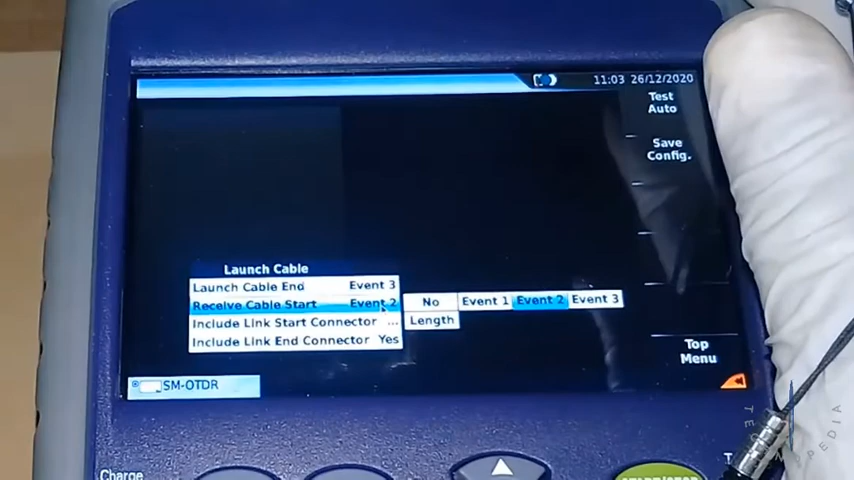 11:03 26/12/2020
Test
Auto
Save
Config.
Launch Cable
Launch Cable End Event 3
Receive Cable Start Event 2
No Event 1 Event 2 Event 3
Length
Include Link Start Connector ...
Include Link End Connector Yes
Top
Menu
SM-OTDR
Charge
START/STOP